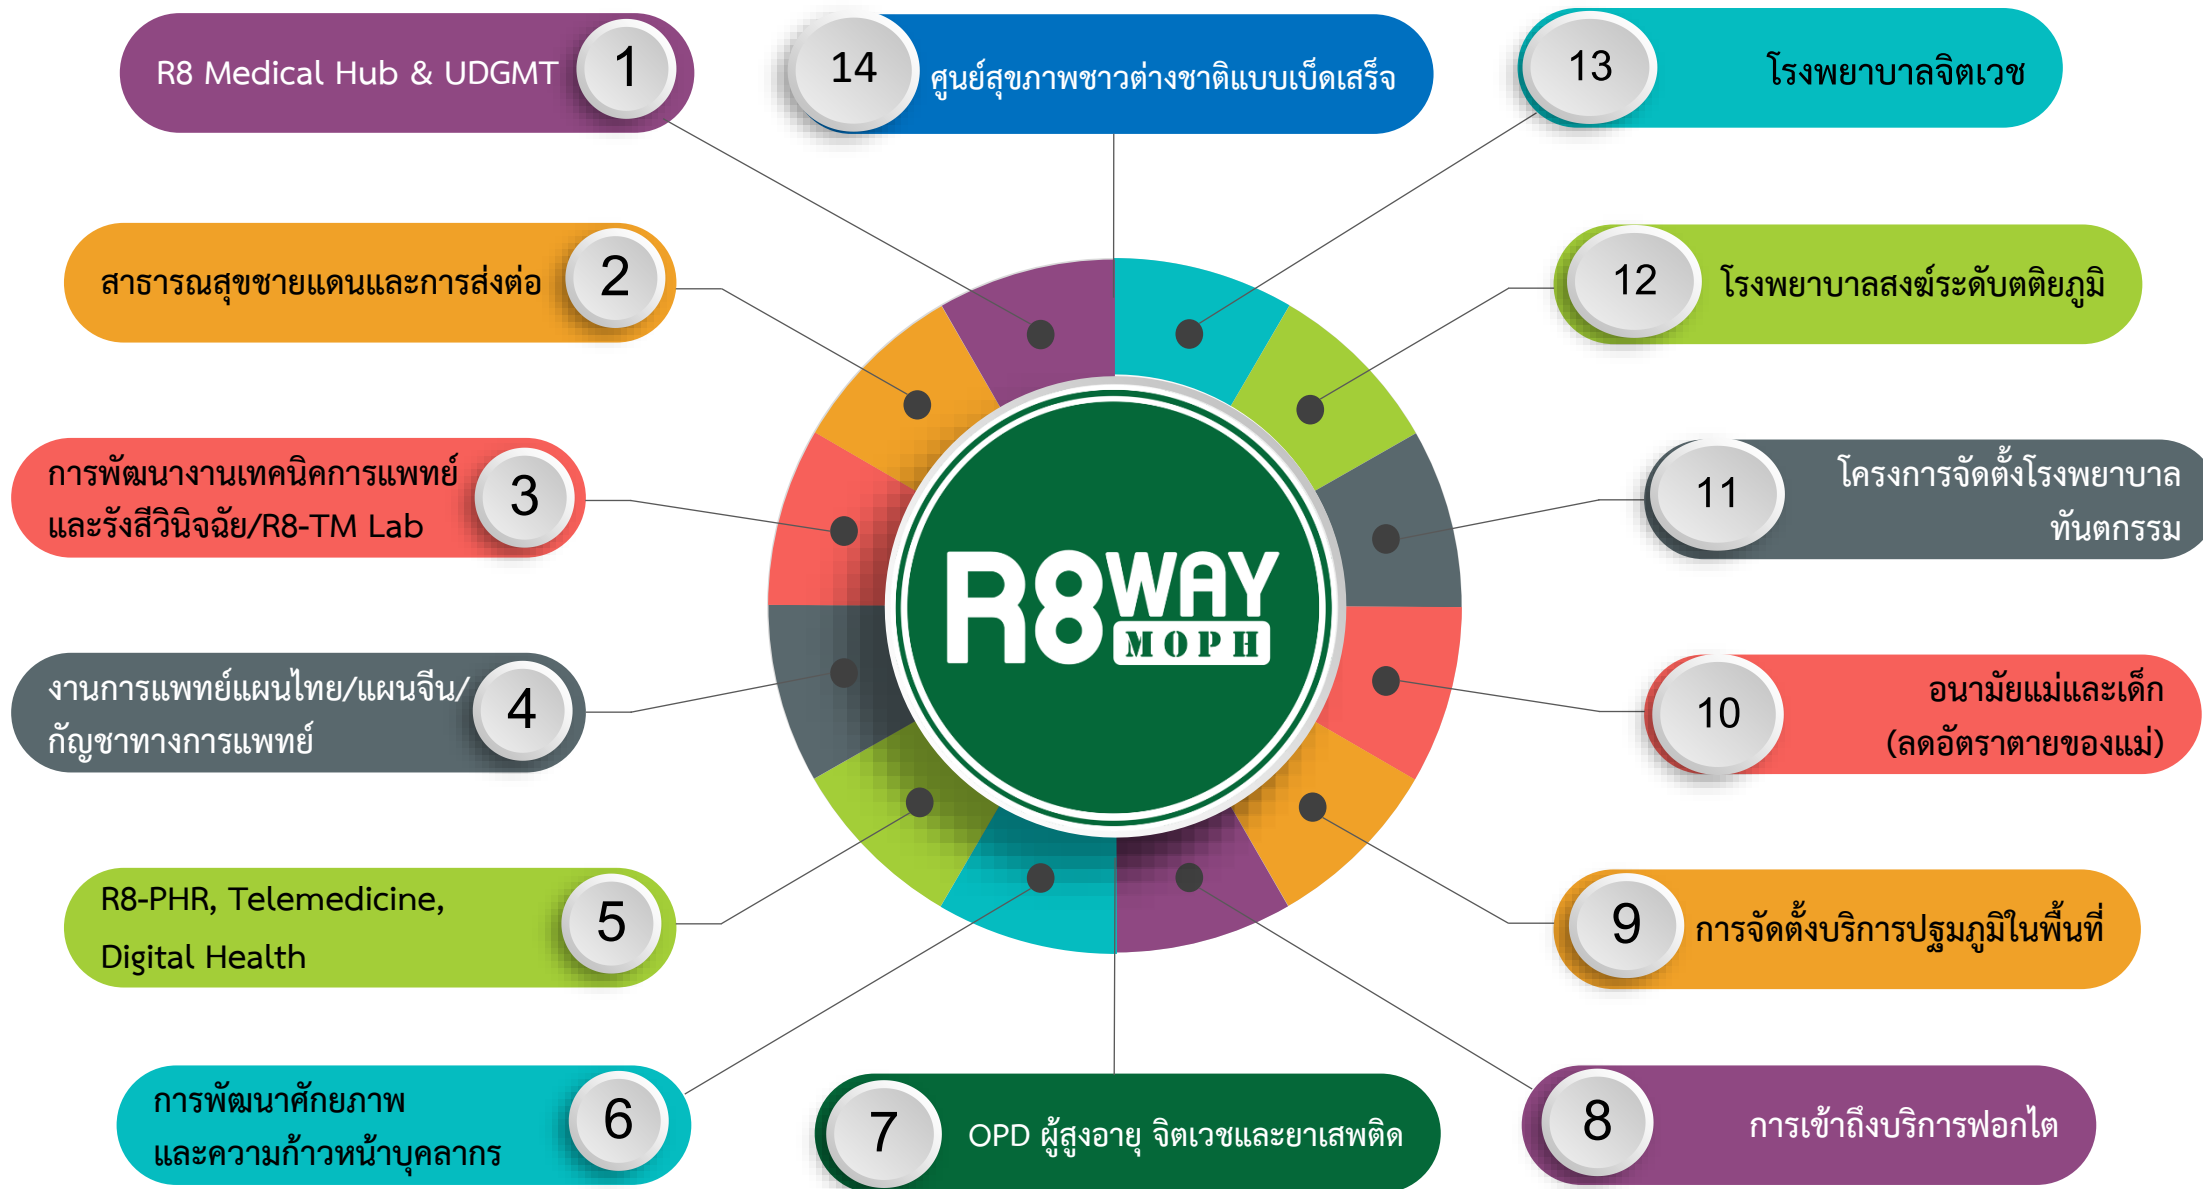 R8 Medical Hub & UDGMT
1
สาธารณสุขชายแดนและการส่งต่อ
2
การพัฒนางานเทคนิคการแพทย์
และรังสีวินิจฉัย/R8-TM Lab
3
งานการแพทย์แผนไทย/แผนจีน/
กัญชาทางการแพทย์
4
R8-PHR, Telemedicine,
Digital Health
5
การพัฒนาศักยภาพ
และความก้าวหน้าบุคลากร
6
7
OPD ผู้สูงอายุ จิตเวชและยาเสพติด
8
การเข้าถึงบริการฟอกไต
9
การจัดตั้งบริการปฐมภูมิในพื้นที่
10
อนามัยแม่และเด็ก
(ลดอัตราตายของแม่)
11
โครงการจัดตั้งโรงพยาบาล
ทันตกรรม
12
โรงพยาบาลสงฆ์ระดับตติยภูมิ
13
โรงพยาบาลจิตเวช
14
ศูนย์สุขภาพชาวต่างชาติแบบเบ็ดเสร็จ
R8 WAY
MOPH